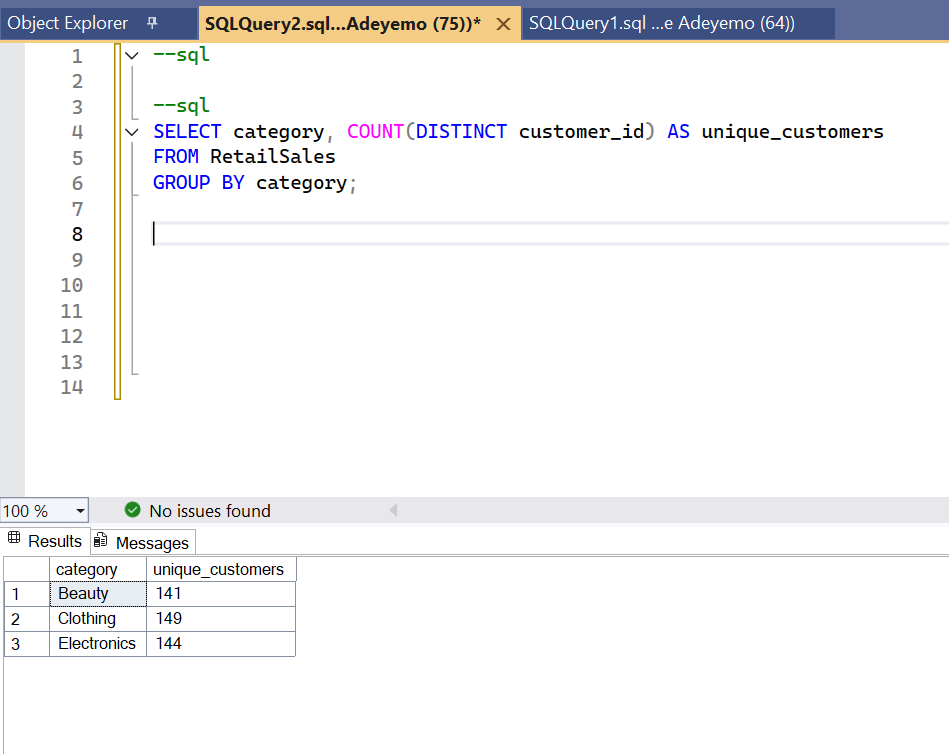 Object Explorer SQLQuery2.sql...Adeyemo (75))* SQLQuery1.sql ...e Adeyemo (64))
1 --sql
2
3 --sql
4 SELECT category, COUNT(DISTINCT customer_id) AS unique_customers
5 FROM RetailSales
6 GROUP BY category;
7
8
9
10
11
12
13
14
100 % No issues found
Results Messages
category unique_customers
1 Beauty 141
2 Clothing 149
3 Electronics 144